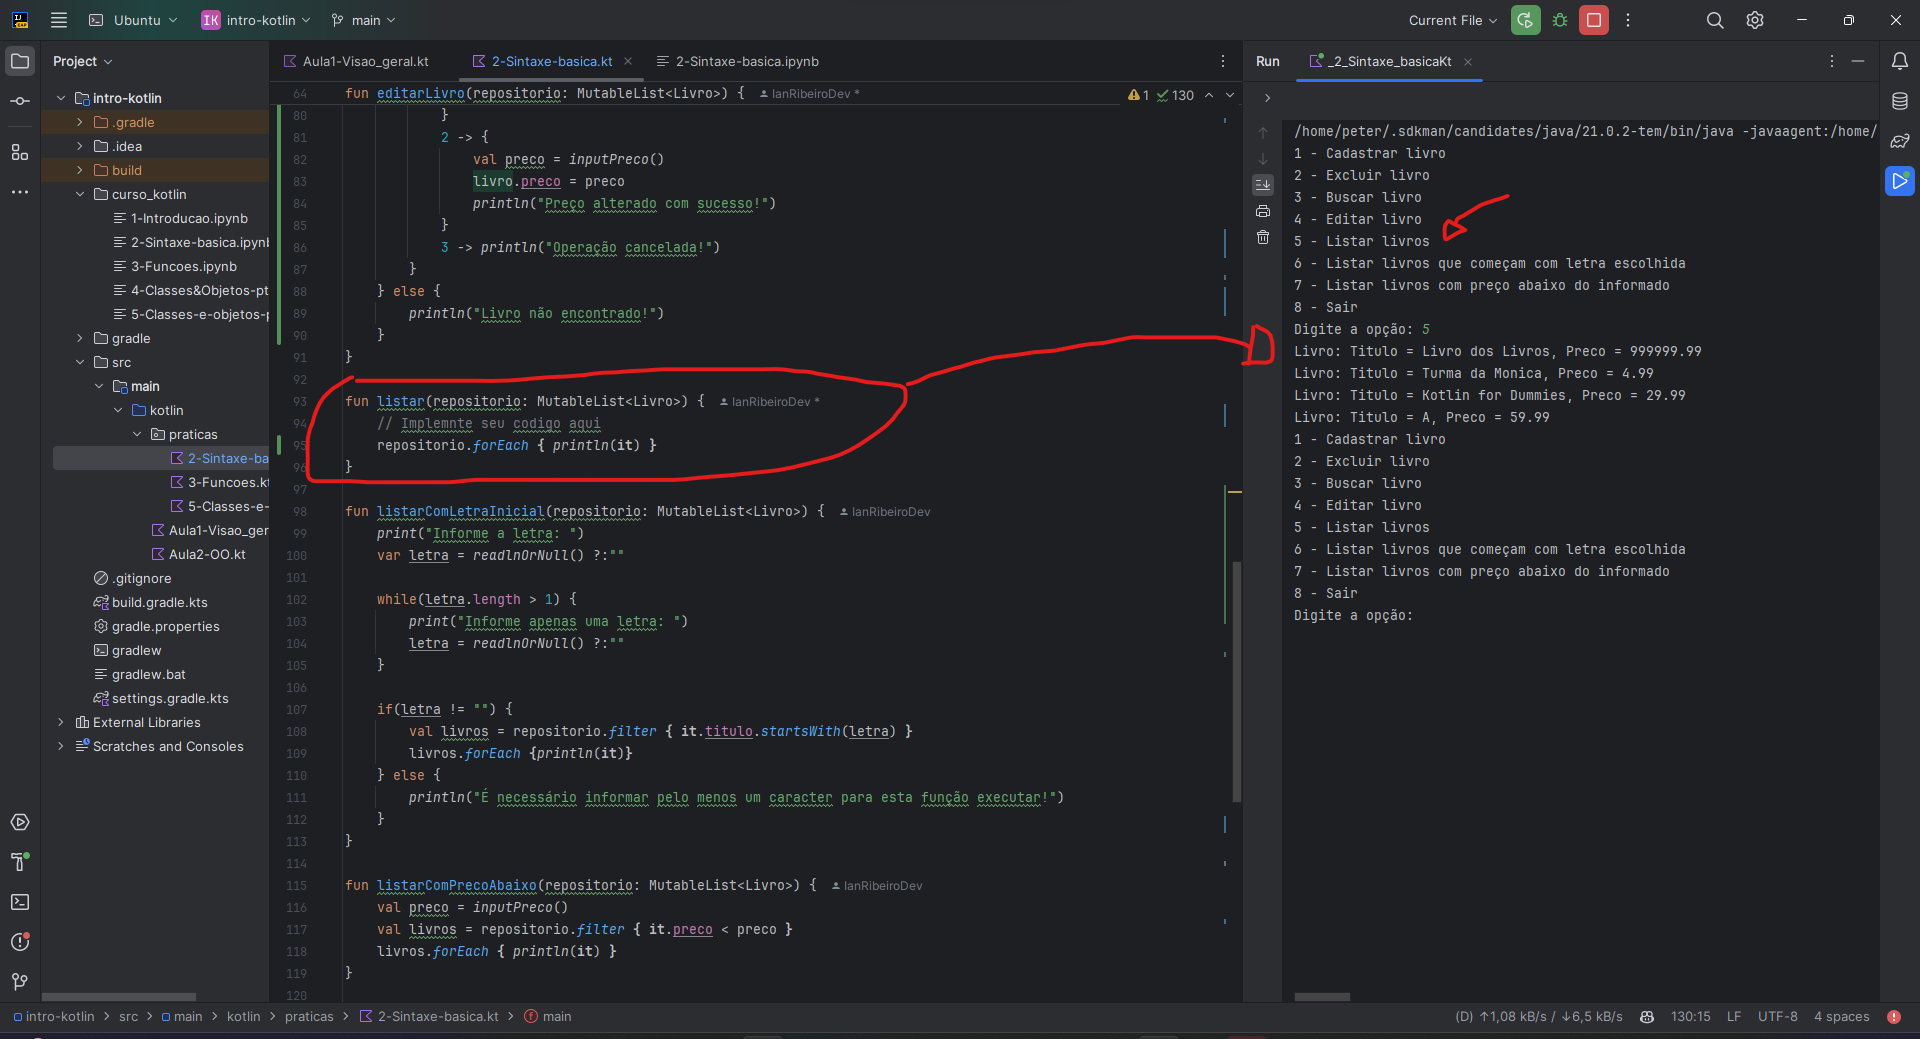 Ubuntu
IK intro-kotlin
main
Current File
Project
Aula1-Visao_geral.kt
2-Sintaxe-basica.kt
2-Sintaxe-basica.ipynb
Run
_2_Sintaxe_basicaKt
intro-kotlin
.gradle
.idea
build
curso_kotlin
1-Introducao.ipynb
2-Sintaxe-basica.ipynb
3-Funcoes.ipynb
4-Classes&Objetos-pt
5-Classes-e-objetos-p
gradle
src
main
kotlin
praticas
2-Sintaxe-ba
3-Funcoes.kt
5-Classes-e-
Aula1-Visao_ger
Aula2-OO.kt
.gitignore
build.gradle.kts
gradle.properties
gradlew
gradlew.bat
settings.gradle.kts
External Libraries
Scratches and Consoles
64 fun editarLivro(repositorio: MutableList<Livro>) { IanRibeiroDev *
1 130
80 }
81 2 -> {
82 val preco = inputPreco()
83 livro.preco = preco
84 println("Preço alterado com sucesso!")
85 }
86 3 -> println("Operação cancelada!")
87 }
88 } else {
89 println("Livro não encontrado!")
90 }
91 }
92
93 fun listar(repositorio: MutableList<Livro>) { IanRibeiroDev *
94 // Implemnte seu codigo aqui
95 repositorio.forEach { println(it) }
96 }
97
98 fun listarComLetraInicial(repositorio: MutableList<Livro>) { IanRibeiroDev
99 print("Informe a letra: ")
100 var letra = readlnOrNull() ?:""
101
102 while(letra.length > 1) {
103 print("Informe apenas uma letra: ")
104 letra = readlnOrNull() ?:""
105 }
106
107 if(letra != "") {
108 val livros = repositorio.filter { it.titulo.startsWith(letra) }
109 livros.forEach {println(it)}
110 } else {
111 println("É necessário informar pelo menos um caracter para esta função executar!")
112 }
113 }
114
115 fun listarComPrecoAbaixo(repositorio: MutableList<Livro>) { IanRibeiroDev
116 val preco = inputPreco()
117 val livros = repositorio.filter { it.preco < preco }
118 livros.forEach { println(it) }
119 }
120
/home/peter/.sdkman/candidates/java/21.0.2-tem/bin/java -javaagent:/home/
1 - Cadastrar livro
2 - Excluir livro
3 - Buscar livro
4 - Editar livro
5 - Listar livros
6 - Listar livros que começam com letra escolhida
7 - Listar livros com preço abaixo do informado
8 - Sair
Digite a opção: 5
Livro: Titulo = Livro dos Livros, Preco = 999999.99
Livro: Titulo = Turma da Monica, Preco = 4.99
Livro: Titulo = Kotlin for Dummies, Preco = 29.99
Livro: Titulo = A, Preco = 59.99
1 - Cadastrar livro
2 - Excluir livro
3 - Buscar livro
4 - Editar livro
5 - Listar livros
6 - Listar livros que começam com letra escolhida
7 - Listar livros com preço abaixo do informado
8 - Sair
Digite a opção:
intro-kotlin > src > main > kotlin > praticas > 2-Sintaxe-basica.kt > main
(D) ↑1,08 kB/s / ↓6,5 kB/s 130:15 LF UTF-8 4 spaces